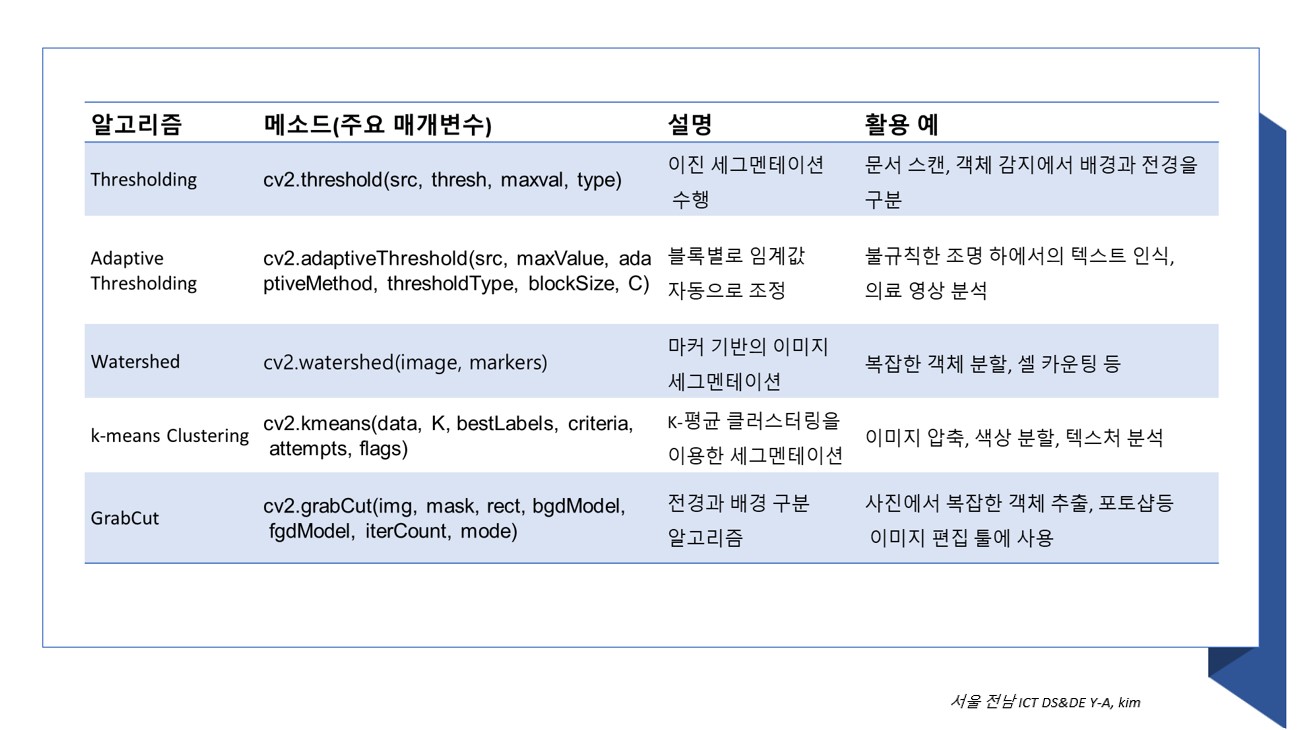 알고리즘 메소드(주요 매개변수) 설명 활용 예
Thresholding
cv2.threshold(src, thresh, maxval, type)
이진 세그멘테이션
수행
문서 스캔, 객체 감지에서 배경과 전경을
구분
Adaptive
Thresholding
cv2.adaptiveThreshold(src, maxValue, ada
ptiveMethod, thresholdType, blockSize, C)
블록별로 임계값
자동으로 조정
불규칙한 조명 하에서의 텍스트 인식,
의료 영상 분석
Watershed
cv2.watershed(image, markers)
마커 기반의 이미지
세그멘테이션
복잡한 객체 분할, 셀 카운팅 등
k-means Clustering
cv2.kmeans(data, K, bestLabels, criteria,
attempts, flags)
K-평균 클러스터링을
이용한 세그멘테이션
이미지 압축, 색상 분할, 텍스처 분석
GrabCut
cv2.grabCut(img, mask, rect, bgdModel,
fgdModel, iterCount, mode)
전경과 배경 구분
알고리즘
사진에서 복잡한 객체 추출, 포토샵등
이미지 편집 툴에 사용
서울 전남 ICT DS&DE Y-A, kim